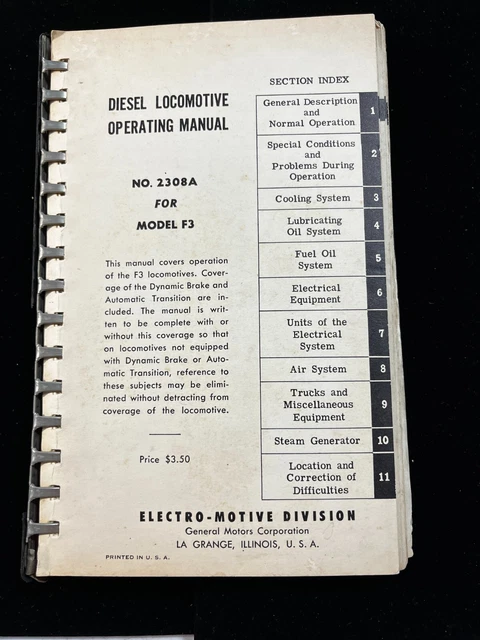 DIESEL LOCOMOTIVE
OPERATING MANUAL
NO. 2308A
FOR
MODEL F3
This manual covers operation
of the F3 locomotives. Cover-
age of the Dynamic Brake and
Automatic Transition are in-
cluded. The manual is writ-
ten to be complete with or
without this coverage so that
on locomotives not equipped
with Dynamic Brake or Auto-
matic Transition, reference to
these subjects may be elimi-
nated without detracting from
coverage of the locomotive.
Price $3.50
SECTION INDEX
General Description
and
Normal Operation
1
Special Conditions
and
Problems During
Operation
2
Cooling System
3
Lubricating
Oil System
4
Fuel Oil
System
5
Electrical
Equipment
6
Units of the
Electrical
System
7
Air System
8
Trucks and
Miscellaneous
Equipment
9
Steam Generator
10
Location and
Correction of
Difficulties
11
ELECTRO-MOTIVE DIVISION
General Motors Corporation
LA GRANGE, ILLINOIS, U. S. A.
PRINTED IN U. S. A.